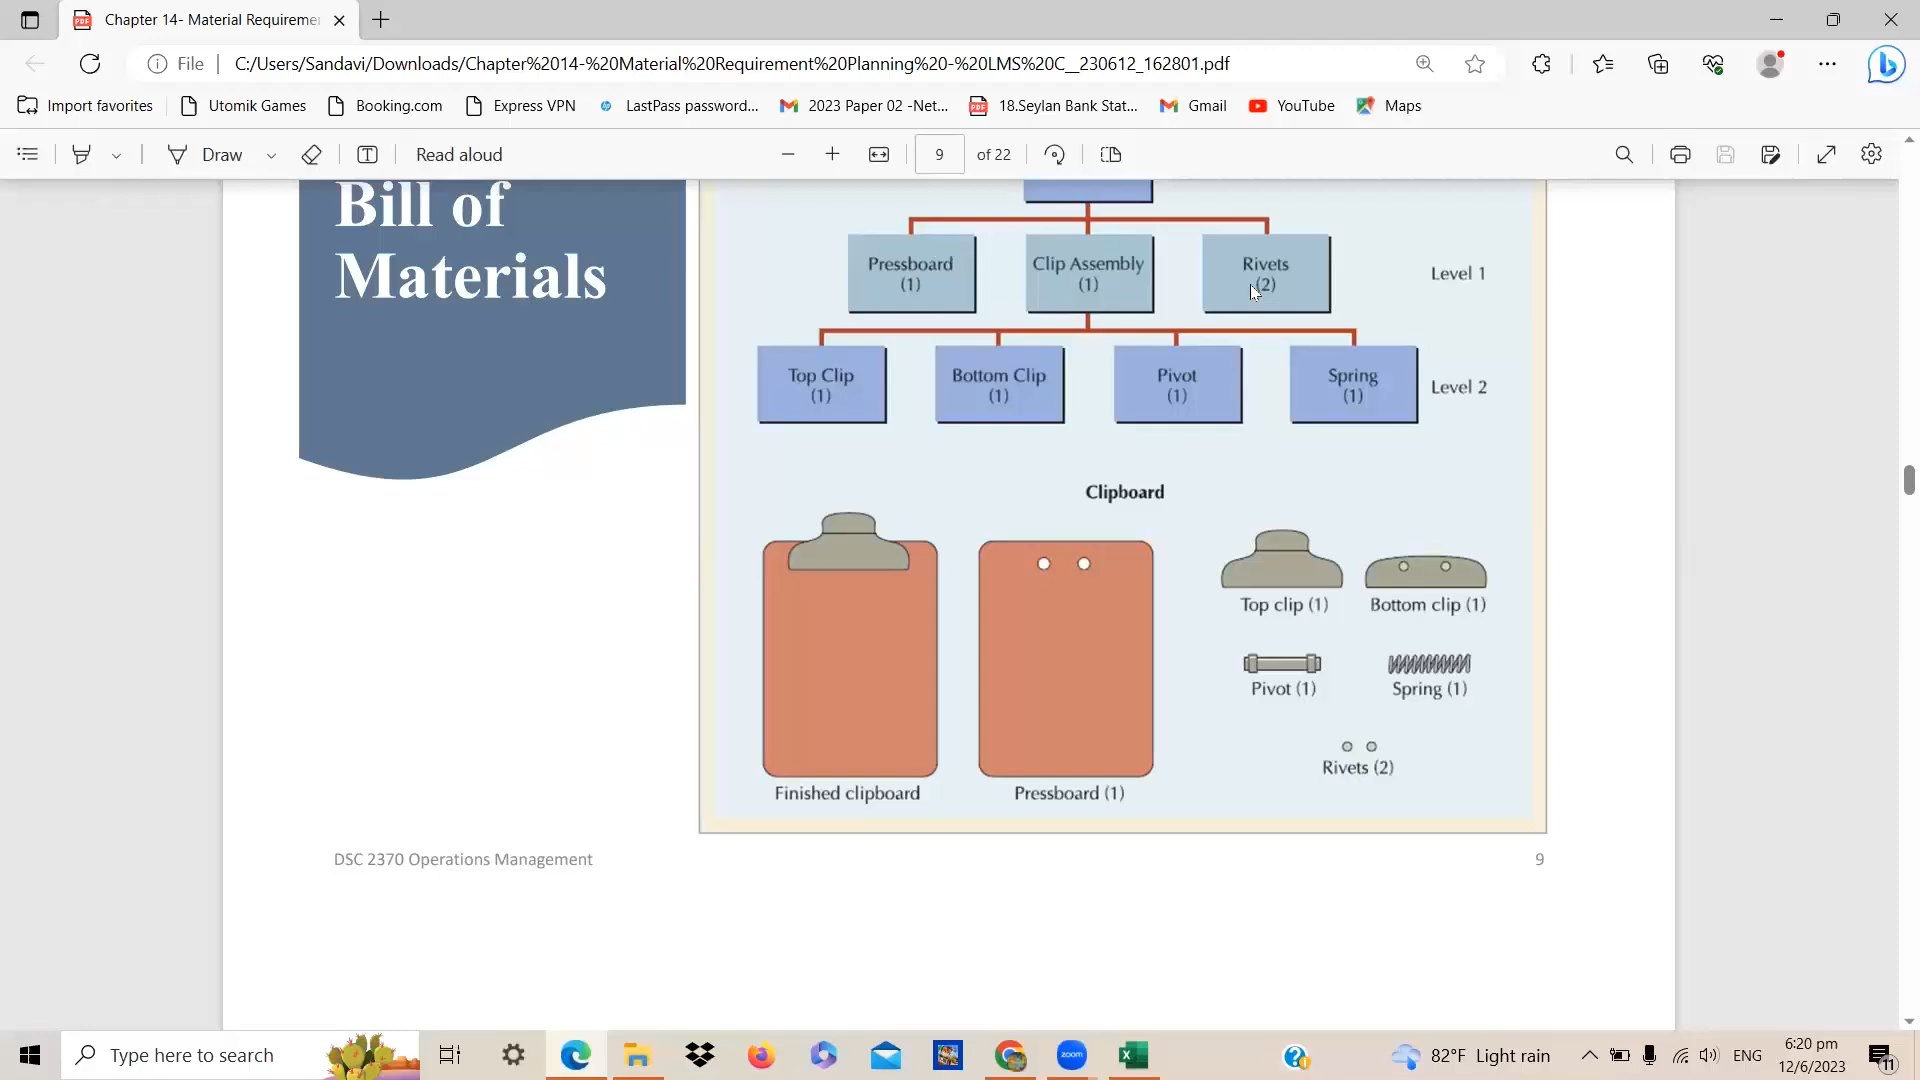 Chapter 14- Material Requireme
File
C:/Users/Sandavi/Downloads/Chapter%2014-%20Material%20Requirement%20Planning%20-%20LMS%20C__230612_162801.pdf
Import favorites
Utomik Games
Booking.com
Express VPN
LastPass password...
2023 Paper 02 -Net...
18.Seylan Bank Stat...
Gmail
YouTube
Maps
Draw
Read aloud
9
of 22
Bill of
Materials
Pressboard
(1)
Clip Assembly
(1)
Rivets
(2)
Level 1
Top Clip
(1)
Bottom Clip
(1)
Pivot
(1)
Spring
(1)
Level 2
Clipboard
Top clip (1)
Bottom clip (1)
Pivot (1)
Spring (1)
Rivets (2)
Finished clipboard
Pressboard (1)
DSC 2370 Operations Management
9
Type here to search
zoom
82°F Light rain
ENG
6:20 pm
12/6/2023
11